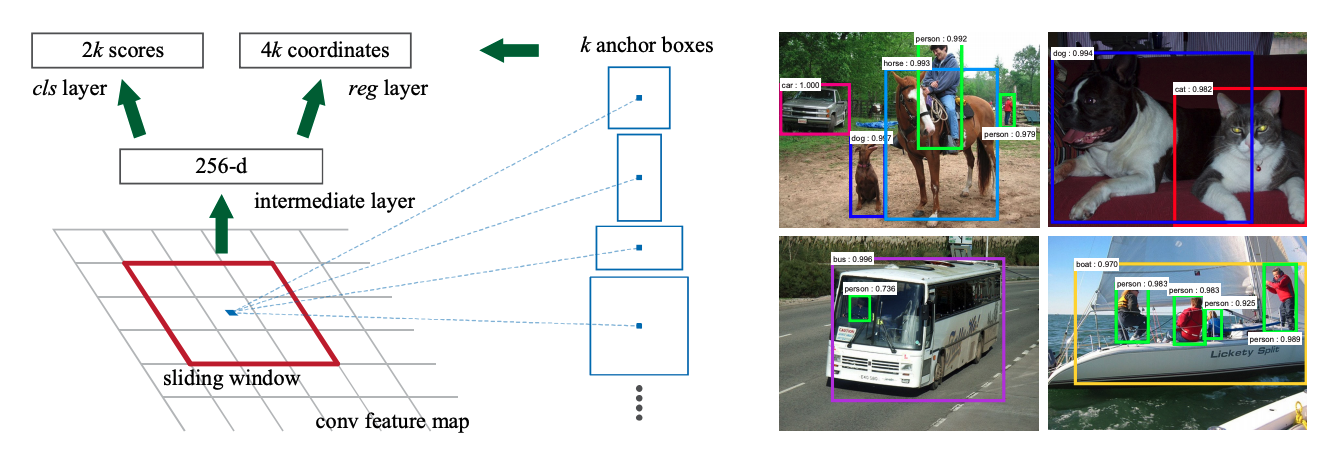 2k scores
4k coordinates
k anchor boxes
cls layer
reg layer
256-d
intermediate layer
sliding window
conv feature map
person : 0.992
horse : 0.993
car : 1.000
person : 0.979
dog : 0.997
dog : 0.994
cat : 0.982
bus : 0.996
person : 0.736
CAUTION
boat : 0.970
person : 0.983
person : 0.983
person : 0.925
person : 0.989
Lickety Split